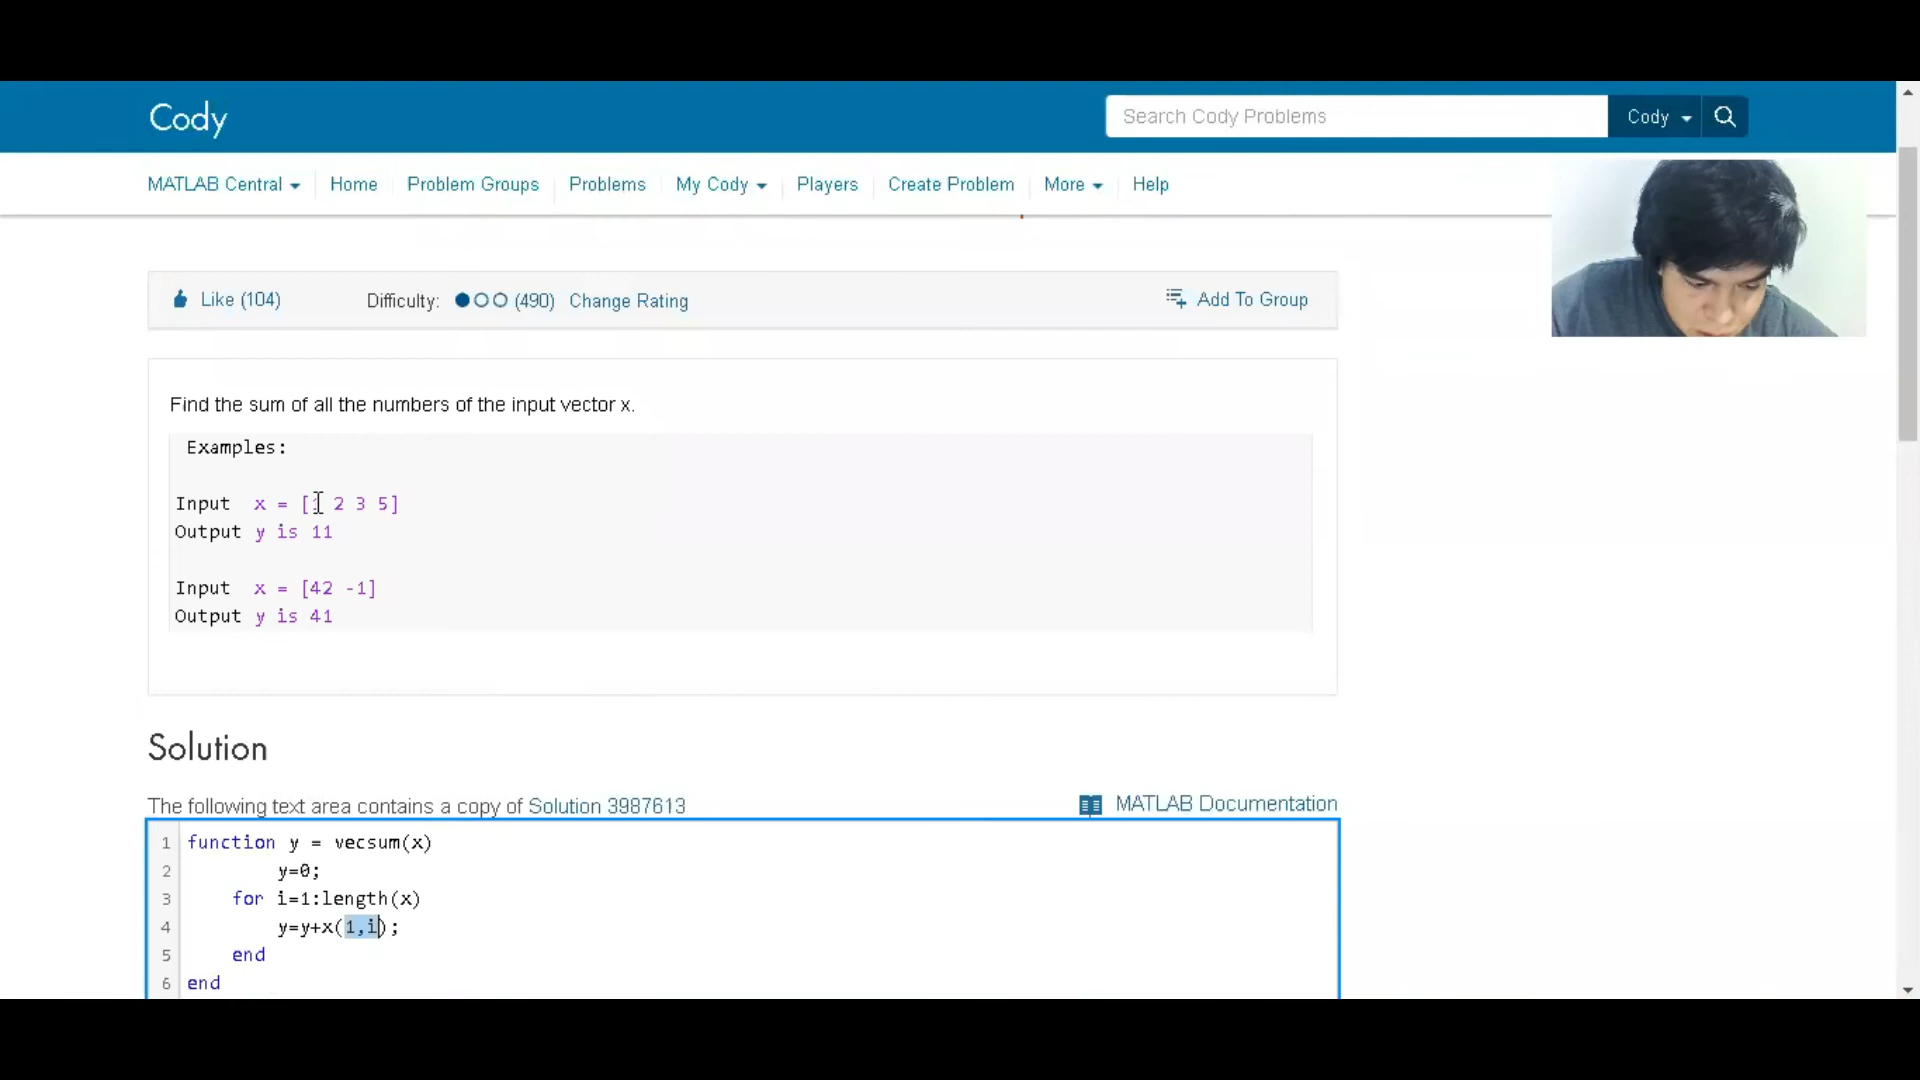 Cody
Search Cody Problems
Cody
MATLAB Central
Home
Problem Groups
Problems
My Cody
Players
Create Problem
More
Help
Like (104)
Difficulty:
(490)
Change Rating
Add To Group
Find the sum of all the numbers of the input vector x.
Examples:
Input x = [1 2 3 5]
Output y is 11
Input x = [42 -1]
Output y is 41
Solution
The following text area contains a copy of Solution 3987613
MATLAB Documentation
1 function y = vecsum(x)
2 y=0;
3 for i=1:length(x)
4 y=y+x(1,i);
5 end
6 end